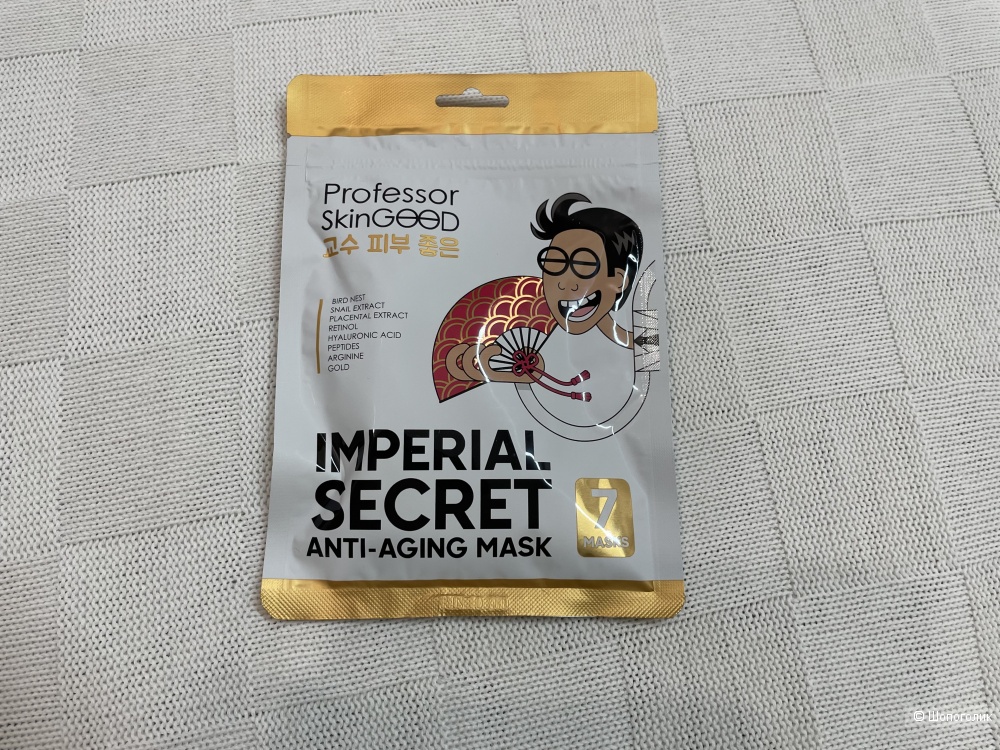 Professor
SkinGOOD
교수 피부 좋은
BIRD NEST
SNAIL EXTRACT
PLACENTAL EXTRACT
RETINOL
HYALURONIC ACID
PEPTIDES
ARGININE
GOLD
IMPERIAL
SECRET
ANTI-AGING MASK
7
MASKS
© Шопоголик